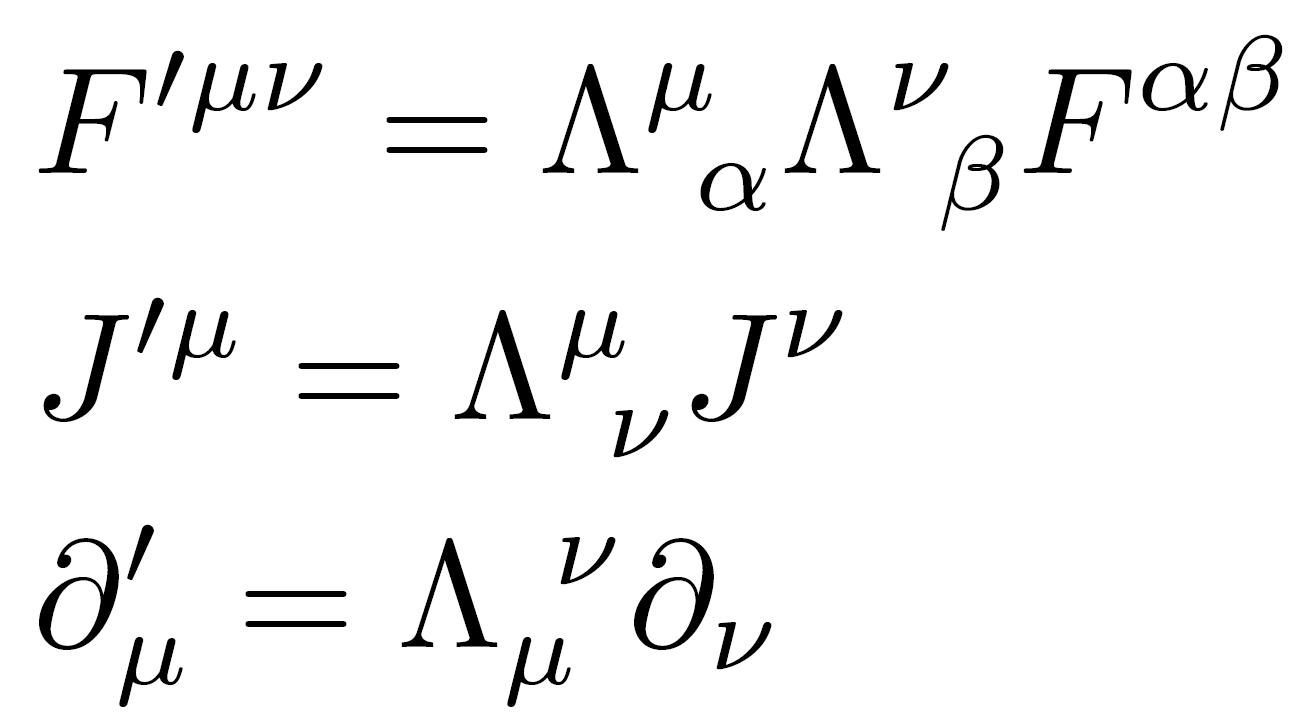 F'^{μν} = Λ^μ_α Λ^ν_β F^{αβ}
J'^μ = Λ^μ_ν J^ν
∂'_μ = Λ_μ^ν ∂_ν